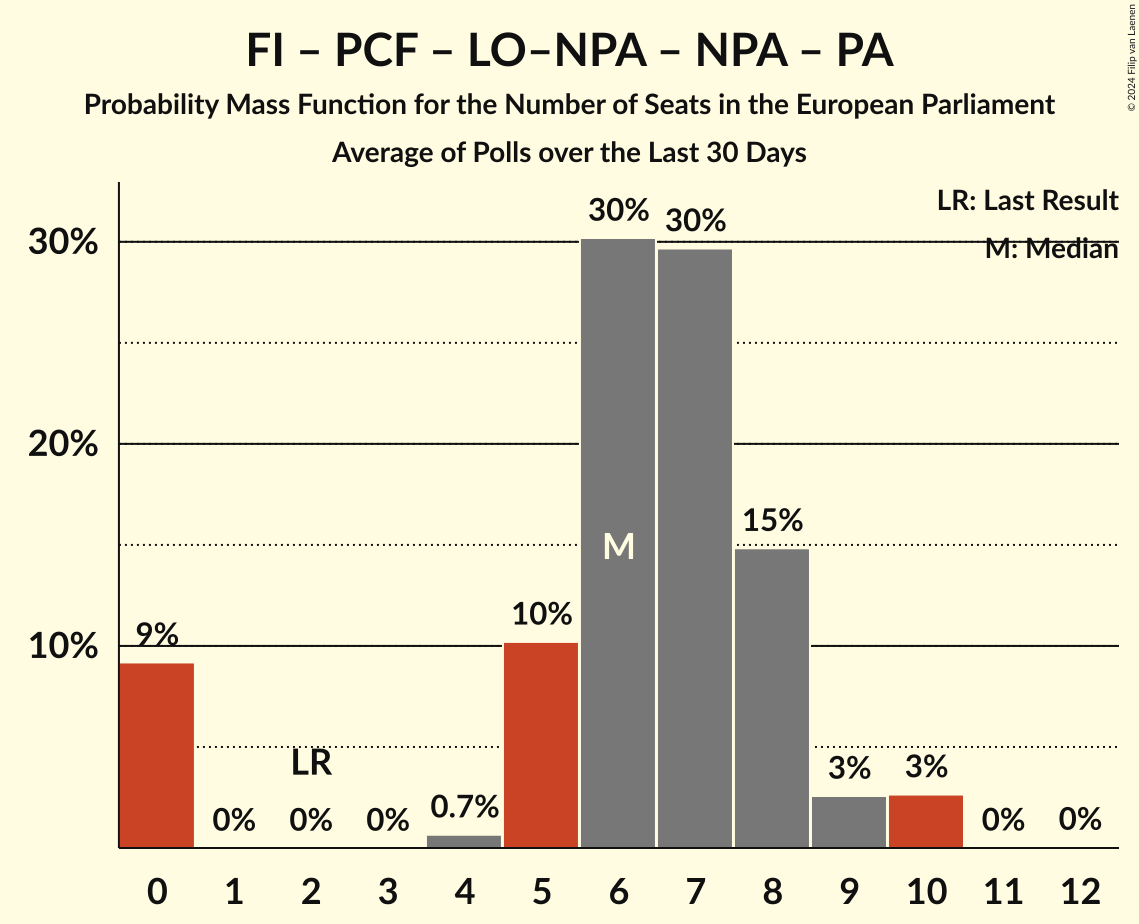 FI – PCF – LO–NPA – NPA – PA
Probability Mass Function for the Number of Seats in the European Parliament
Average of Polls over the Last 30 Days
© 2024 Filip van Laenen
LR: Last Result
M: Median
30%
20%
10%
9%
0%
LR
0%
0%
0.7%
10%
30%
M
30%
15%
3%
3%
0%
0%
0 1 2 3 4 5 6 7 8 9 10 11 12